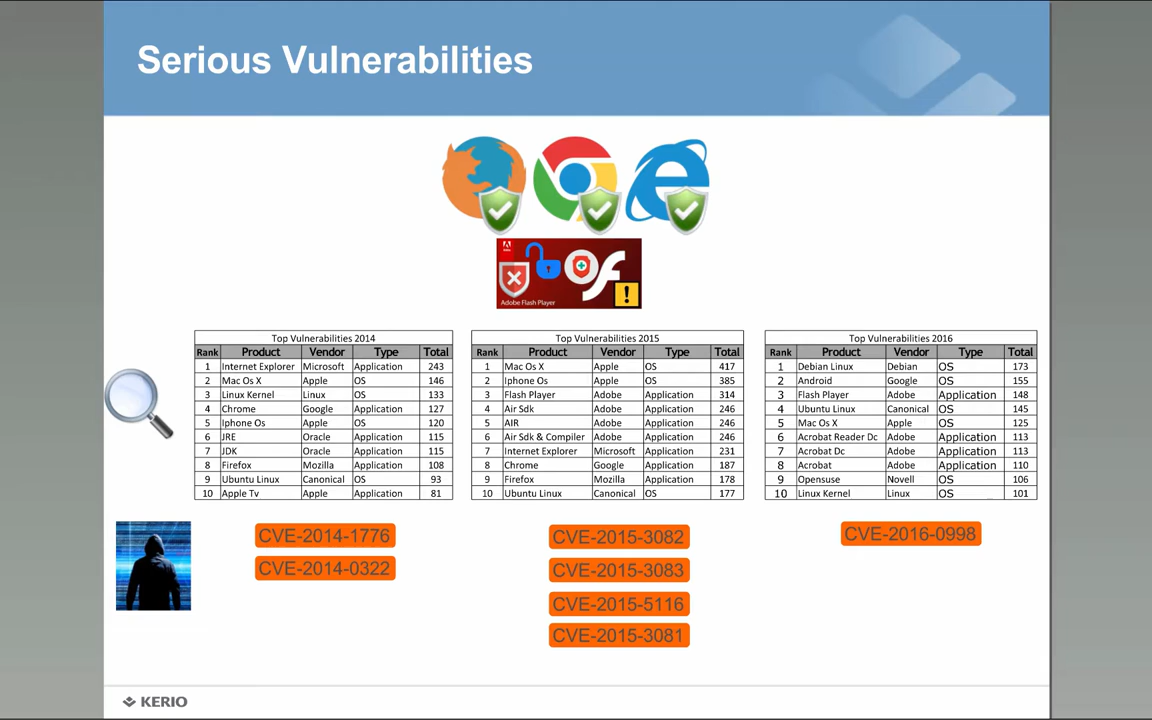 Serious Vulnerabilities
Adobe
Adobe Flash Player
Top Vulnerabilities 2014
Rank Product Vendor Type Total
1 Internet Explorer Microsoft Application 243
2 Mac Os X Apple OS 146
3 Linux Kernel Linux OS 133
4 Chrome Google Application 127
5 Iphone Os Apple OS 120
6 JRE Oracle Application 115
7 JDK Oracle Application 115
8 Firefox Mozilla Application 108
9 Ubuntu Linux Canonical OS 93
10 Apple Tv Apple Application 81
Top Vulnerabilities 2015
Rank Product Vendor Type Total
1 Mac Os X Apple OS 417
2 Iphone Os Apple OS 385
3 Flash Player Adobe Application 314
4 Air Sdk Adobe Application 246
5 AIR Adobe Application 246
6 Air Sdk & Compiler Adobe Application 246
7 Internet Explorer Microsoft Application 231
8 Chrome Google Application 187
9 Firefox Mozilla Application 178
10 Ubuntu Linux Canonical OS 177
Top Vulnerabilities 2016
Rank Product Vendor Type Total
1 Debian Linux Debian OS 173
2 Android Google OS 155
3 Flash Player Adobe Application 148
4 Ubuntu Linux Canonical OS 145
5 Mac Os X Apple OS 125
6 Acrobat Reader Dc Adobe Application 113
7 Acrobat Dc Adobe Application 113
8 Acrobat Adobe Application 110
9 Opensuse Novell OS 106
10 Linux Kernel Linux OS 101
CVE-2014-1776
CVE-2014-0322
CVE-2015-3082
CVE-2015-3083
CVE-2015-5116
CVE-2015-3081
CVE-2016-0998
KERIO